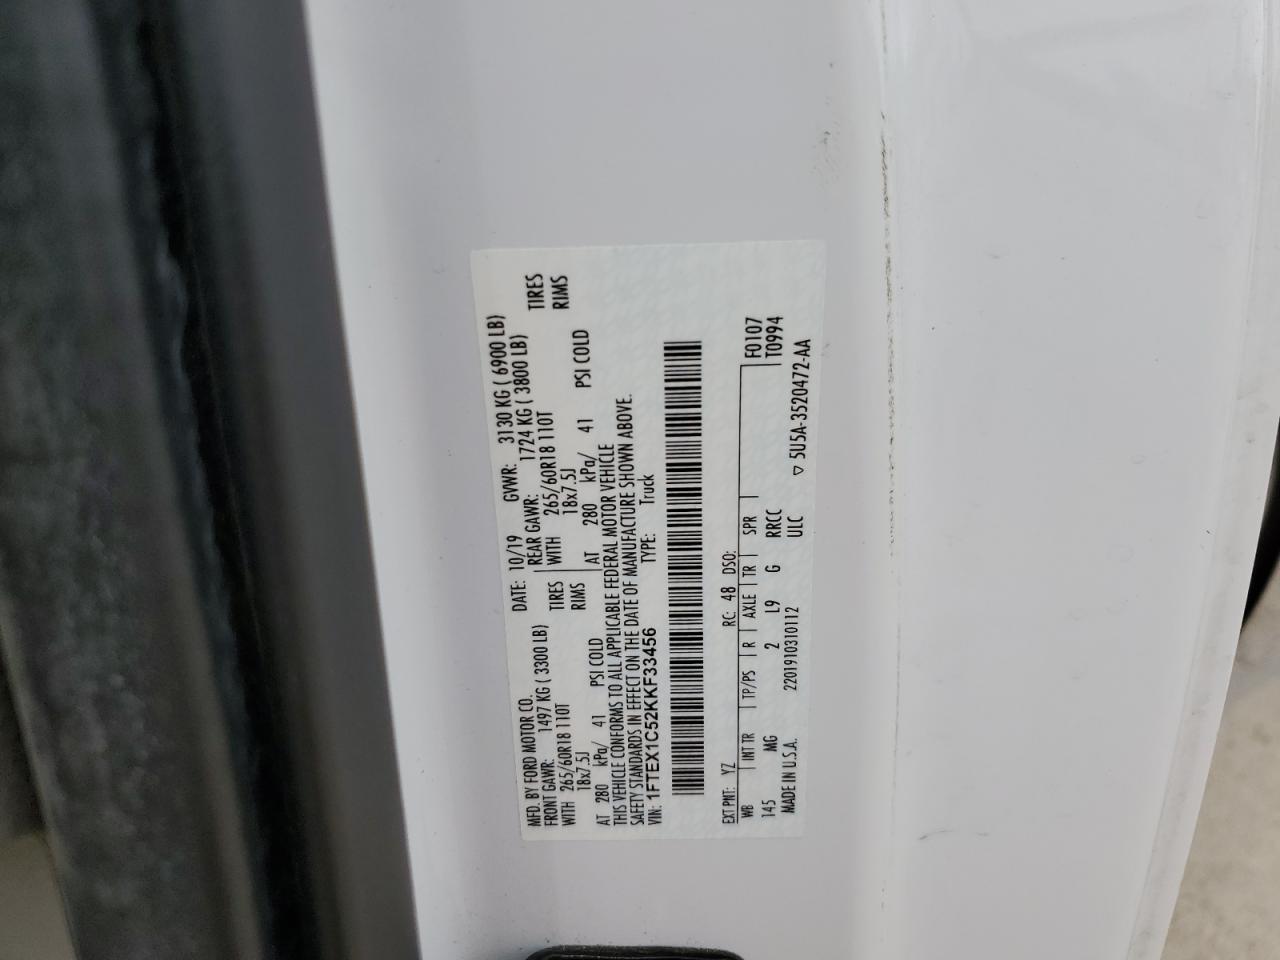 MFD. BY FORD MOTOR CO. DATE: 10/19 GVWR: 3130 KG ( 6900 LB)
FRONT GAWR: 1497 KG ( 3300 LB) REAR GAWR: 1724 KG ( 3800 LB)
WITH 265/60R18 110T TIRES WITH 265/60R18 110T TIRES
18x7.5J RIMS 18x7.5J RIMS
AT 280 kPa/ 41 PSI COLD AT 280 kPa/ 41 PSI COLD
THIS VEHICLE CONFORMS TO ALL APPLICABLE FEDERAL MOTOR VEHICLE
SAFETY STANDARDS IN EFFECT ON THE DATE OF MANUFACTURE SHOWN ABOVE.
VIN: 1FTEX1C52KKF33456 TYPE: Truck
EXT PNT: YZ RC: 48 DSO: F0107
WB INT TR TP/PS R AXLE TR SPR T0994
145 MG 2 L9 G RRCC
MADE IN U.S.A. 2201910310112 ULC ▽ 5U5A-3520472-AA